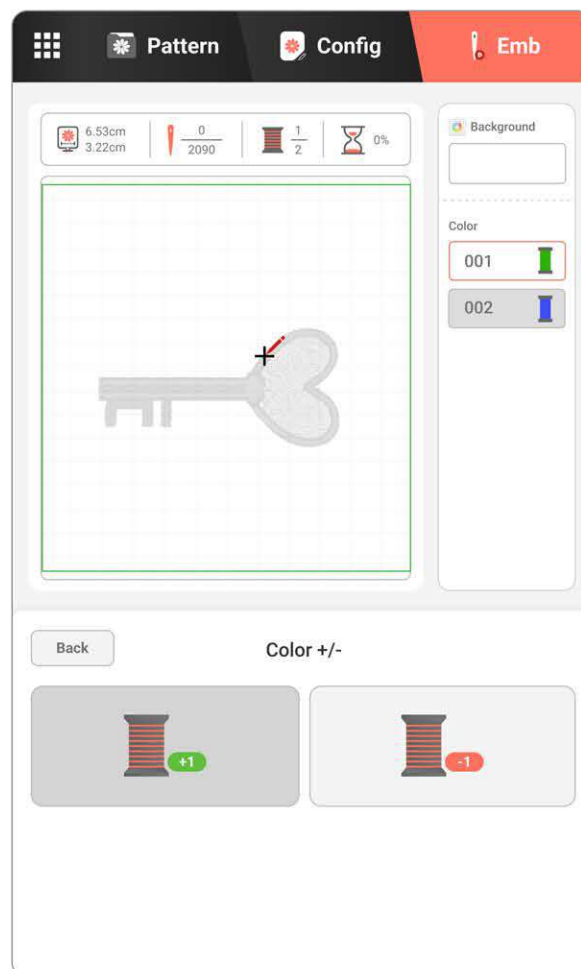 Pattern
Config
Emb
6.53cm
3.22cm
0
2090
1
2
0%
Background
Color
001
002
Back
Color +/-
+1
-1